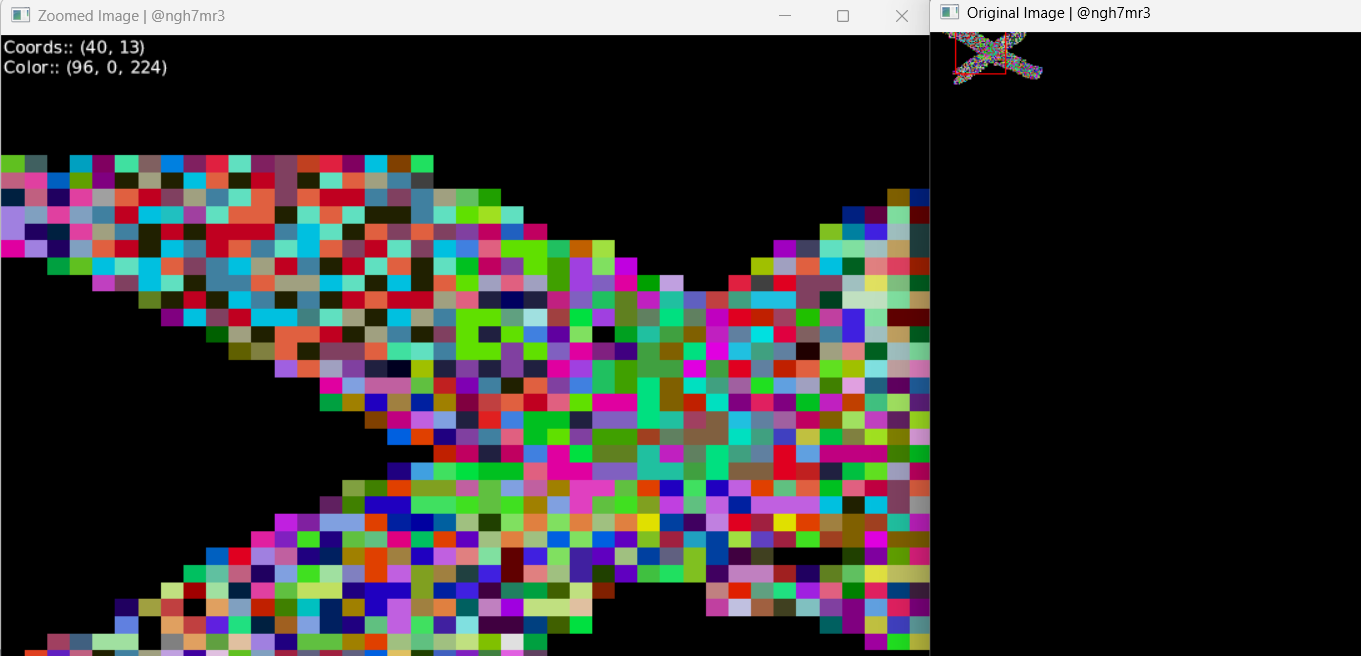 Zoomed Image | @ngh7mr3
Original Image | @ngh7mr3
Coords:: (40, 13)
Color:: (96, 0, 224)